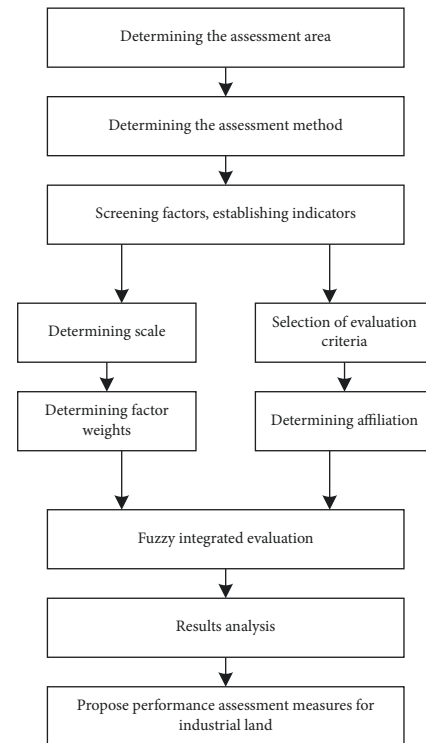 Determining the assessment area
Determining the assessment method
Screening factors, establishing indicators
Determining scale
Selection of evaluation
criteria
Determining factor
weights
Determining affiliation
Fuzzy integrated evaluation
Results analysis
Propose performance assessment measures for
industrial land